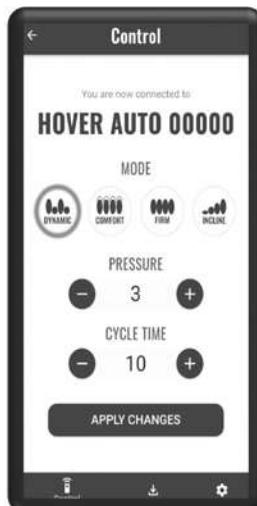 Control
You are now connected to
HOVER AUTO 00000
MODE
DYNAMIC COMFORT FIRM INCLINE
PRESSURE
3
CYCLE TIME
10
APPLY CHANGES
Control